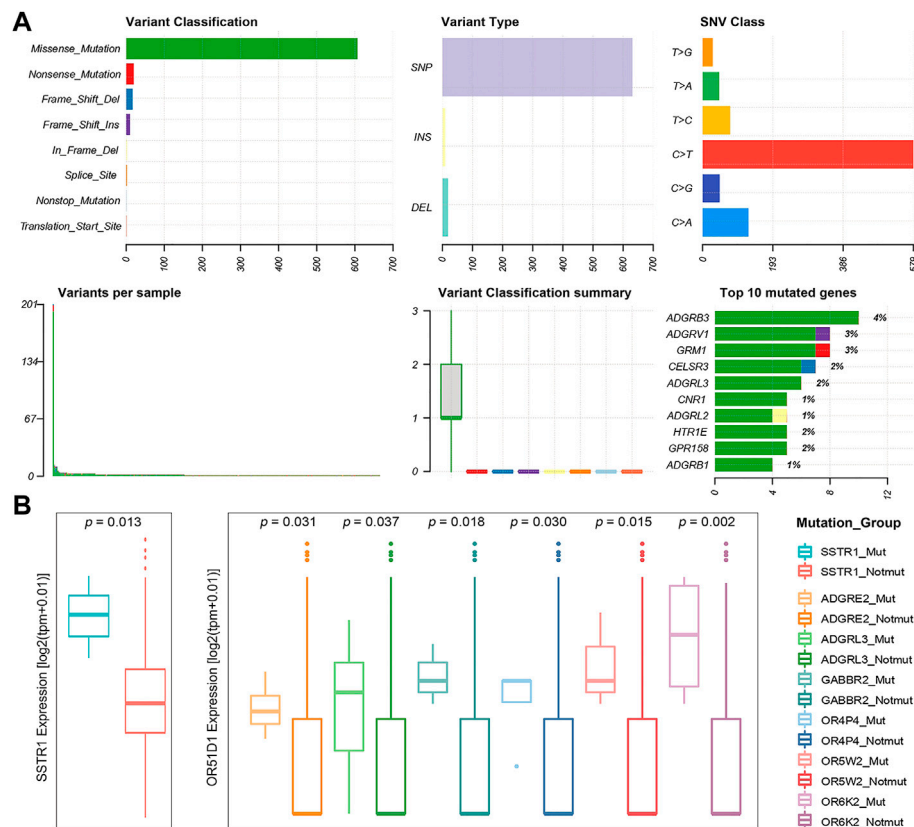 A
Variant Classification
Missense_Mutation
Nonsense_Mutation
Frame_Shift_Del
Frame_Shift_Ins
In_Frame_Del
Splice_Site
Nonstop_Mutation
Translation_Start_Site
0 100 200 300 400 500 600 700
Variant Type
SNP
INS
DEL
0 100 200 300 400 500 600 700
SNV Class
T>G
T>A
T>C
C>T
C>G
C>A
0 193 386 578
Variants per sample
201
134
67
0
Variant Classification summary
3
2
1
0
Top 10 mutated genes
ADGRB3 4%
ADGRV1 3%
GRM1 3%
CELSR3 2%
ADGRL3 2%
CNR1 1%
ADGRL2 1%
HTR1E 2%
GPR158 2%
ADGRB1 1%
0 4 8 12
B
p = 0.013
SSTR1 Expression [log2(tpm+0.01)]
p = 0.031 p = 0.037 p = 0.018 p = 0.030 p = 0.015 p = 0.002
OR51D1 Expression [log2(tpm+0.01)]
Mutation_Group
SSTR1_Mut
SSTR1_Notmut
ADGRE2_Mut
ADGRE2_Notmut
ADGRL3_Mut
ADGRL3_Notmut
GABBR2_Mut
GABBR2_Notmut
OR4P4_Mut
OR4P4_Notmut
OR5W2_Mut
OR5W2_Notmut
OR6K2_Mut
OR6K2_Notmut